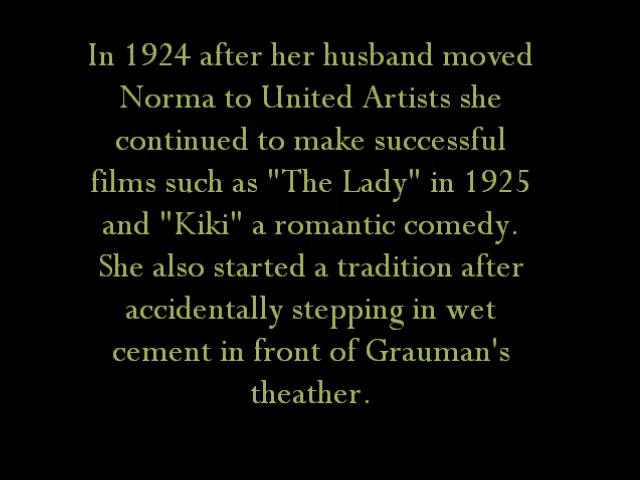 In 1924 after her husband moved
Norma to United Artists she
continued to make successful
films such as "The Lady" in 1925
and "Kiki" a romantic comedy.
She also started a tradition after
accidentally stepping in wet
cement in front of Grauman's
theather.